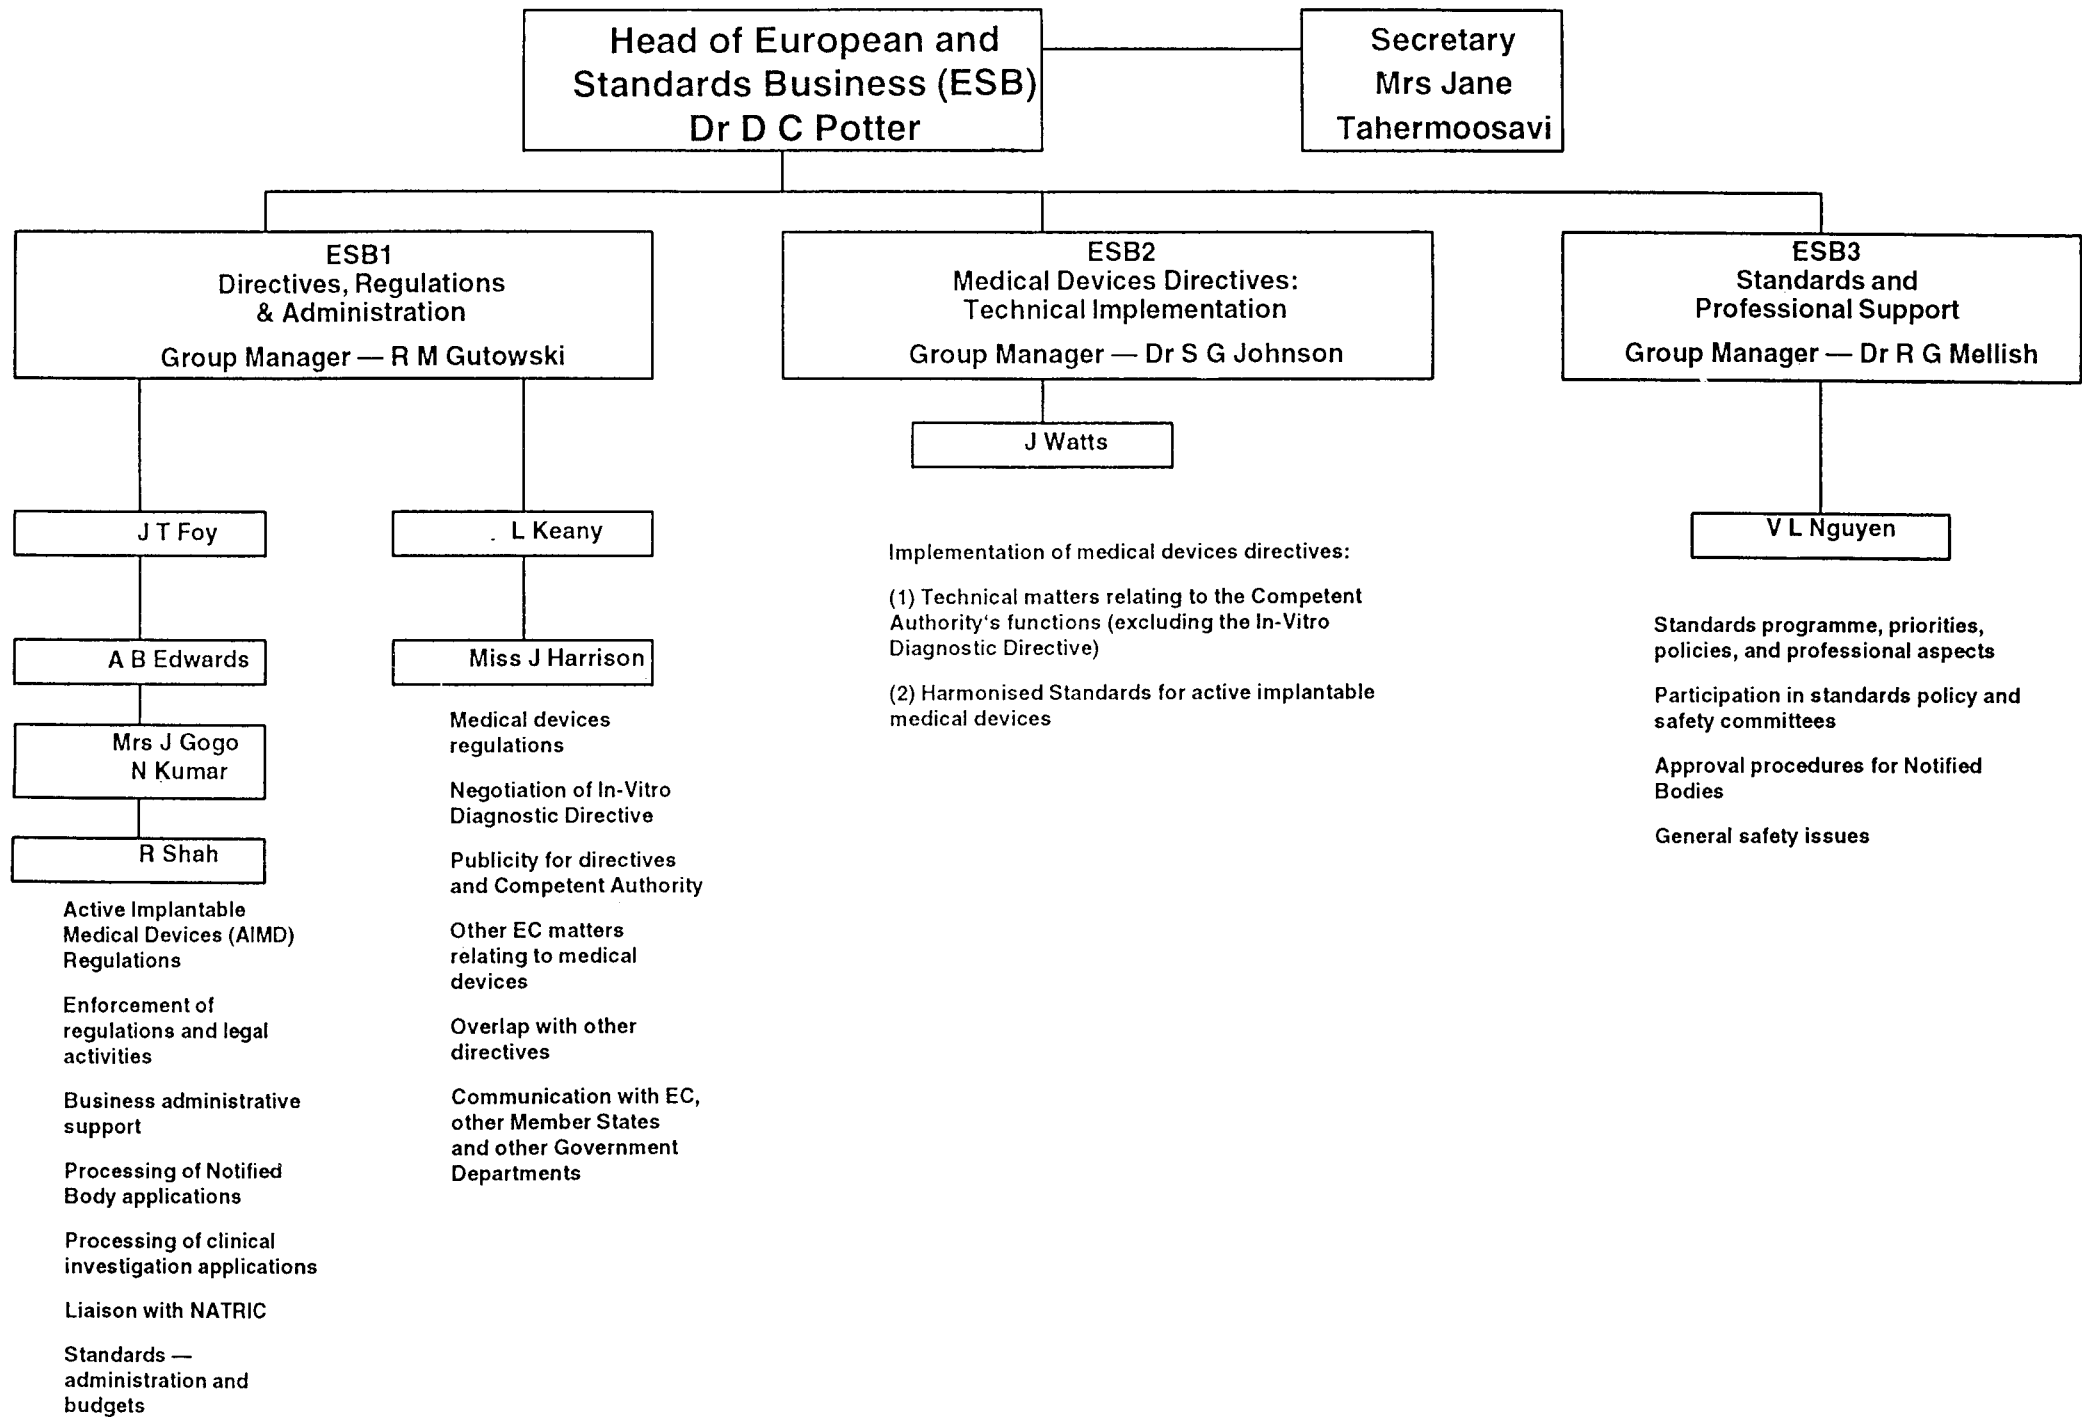 Head of European and
Standards Business (ESB)
Dr D C Potter
Secretary
Mrs Jane
Tahermoosavi
ESB1
Directives, Regulations
& Administration
Group Manager — R M Gutowski
ESB2
Medical Devices Directives:
Technical Implementation
Group Manager — Dr S G Johnson
ESB3
Standards and
Professional Support
Group Manager — Dr R G Mellish
J T Foy
A B Edwards
Mrs J Gogo
N Kumar
R Shah
Active Implantable
Medical Devices (AIMD)
Regulations
Enforcement of
regulations and legal
activities
Business administrative
support
Processing of Notified
Body applications
Processing of clinical
investigation applications
Liaison with NATRIC
Standards —
administration and
budgets
L Keany
Miss J Harrison
Medical devices
regulations
Negotiation of In-Vitro
Diagnostic Directive
Publicity for directives
and Competent Authority
Other EC matters
relating to medical
devices
Overlap with other
directives
Communication with EC,
other Member States
and other Government
Departments
J Watts
Implementation of medical devices directives:
(1) Technical matters relating to the Competent
Authority's functions (excluding the In-Vitro
Diagnostic Directive)
(2) Harmonised Standards for active implantable
medical devices
V L Nguyen
Standards programme, priorities,
policies, and professional aspects
Participation in standards policy and
safety committees
Approval procedures for Notified
Bodies
General safety issues